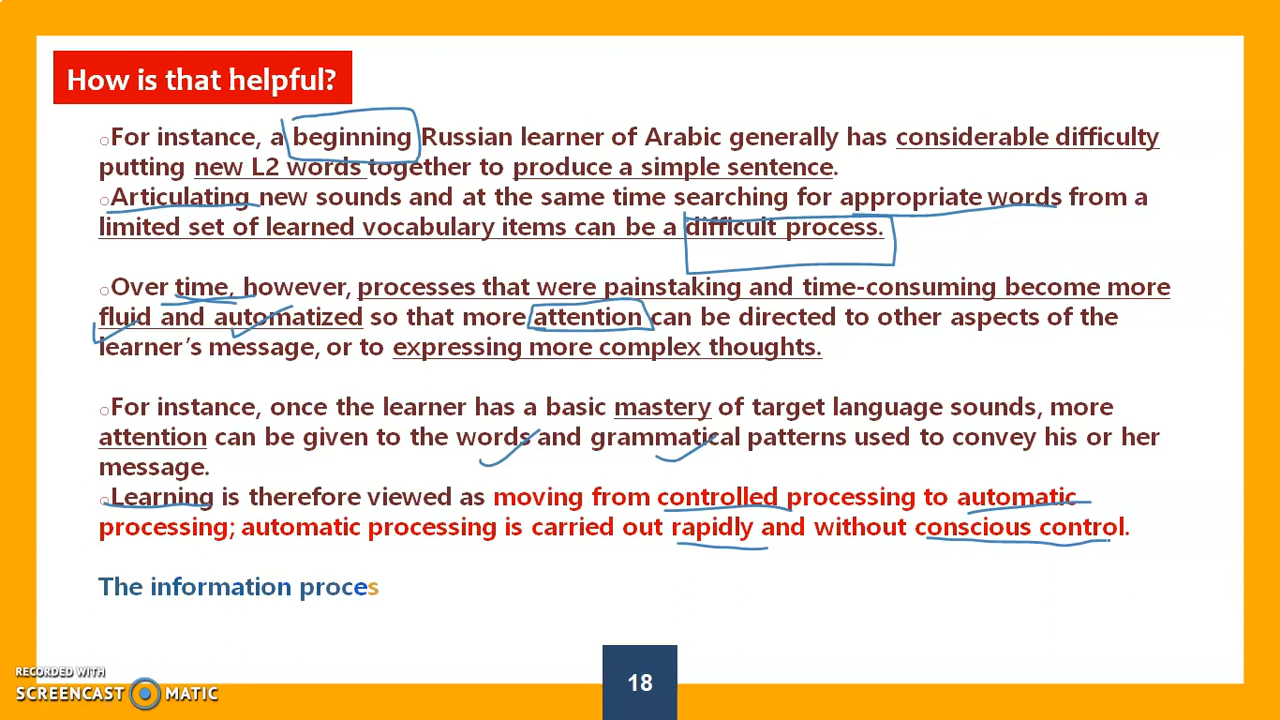 How is that helpful?
○For instance, a beginning Russian learner of Arabic generally has considerable difficulty
putting new L2 words together to produce a simple sentence.
○Articulating new sounds and at the same time searching for appropriate words from a
limited set of learned vocabulary items can be a difficult process.
○Over time, however, processes that were painstaking and time-consuming become more
fluid and automatized so that more attention can be directed to other aspects of the
learner's message, or to expressing more complex thoughts.
○For instance, once the learner has a basic mastery of target language sounds, more
attention can be given to the words and grammatical patterns used to convey his or her
message.
○Learning is therefore viewed as moving from controlled processing to automatic
processing; automatic processing is carried out rapidly and without conscious control.
The information proces
18
RECORDED WITH
SCREENCAST MATIC